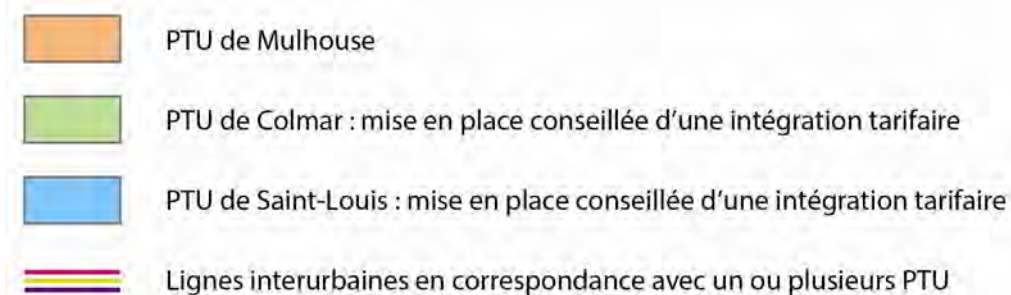 PTU de Mulhouse
PTU de Colmar : mise en place conseillée d'une intégration tarifaire
PTU de Saint-Louis : mise en place conseillée d'une intégration tarifaire
Lignes interurbaines en correspondance avec un ou plusieurs PTU